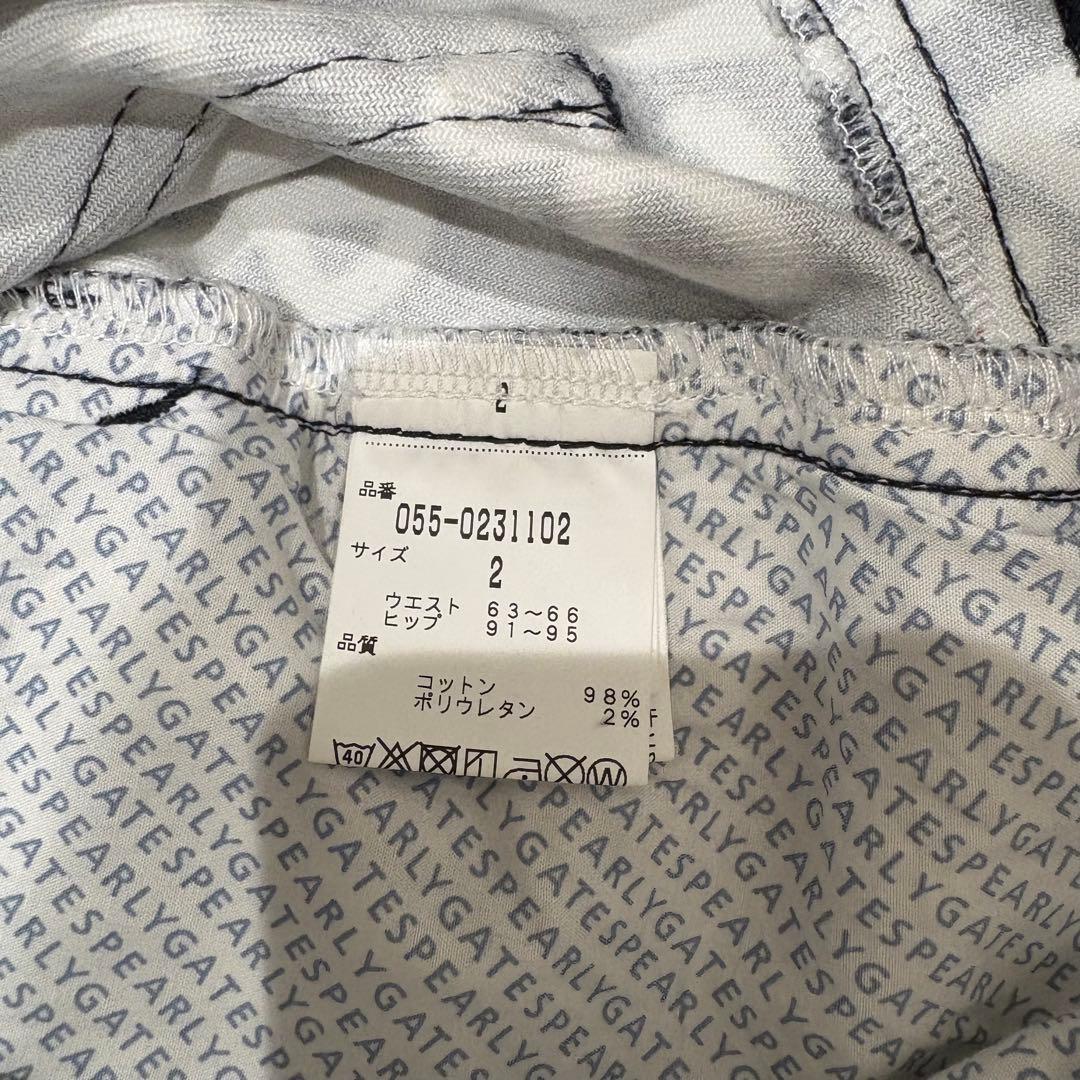 2
品番
055-0231102
サイズ
2
ウエスト 63～66
ヒップ 91～95
品質
コットン 98%
ポリウレタン 2%
40
W
PEARLYGATES